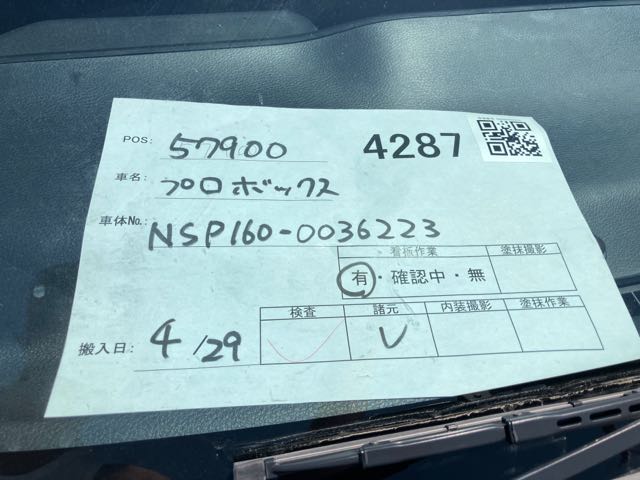 POS: 57900 4287
車名: プロボックス
車体No.: NSP160-0036223
看板作業 塗抹撮影
有・確認中・無
検査 諸元 内装撮影 塗抹作業
搬入日: 4/29 ✓ ✓